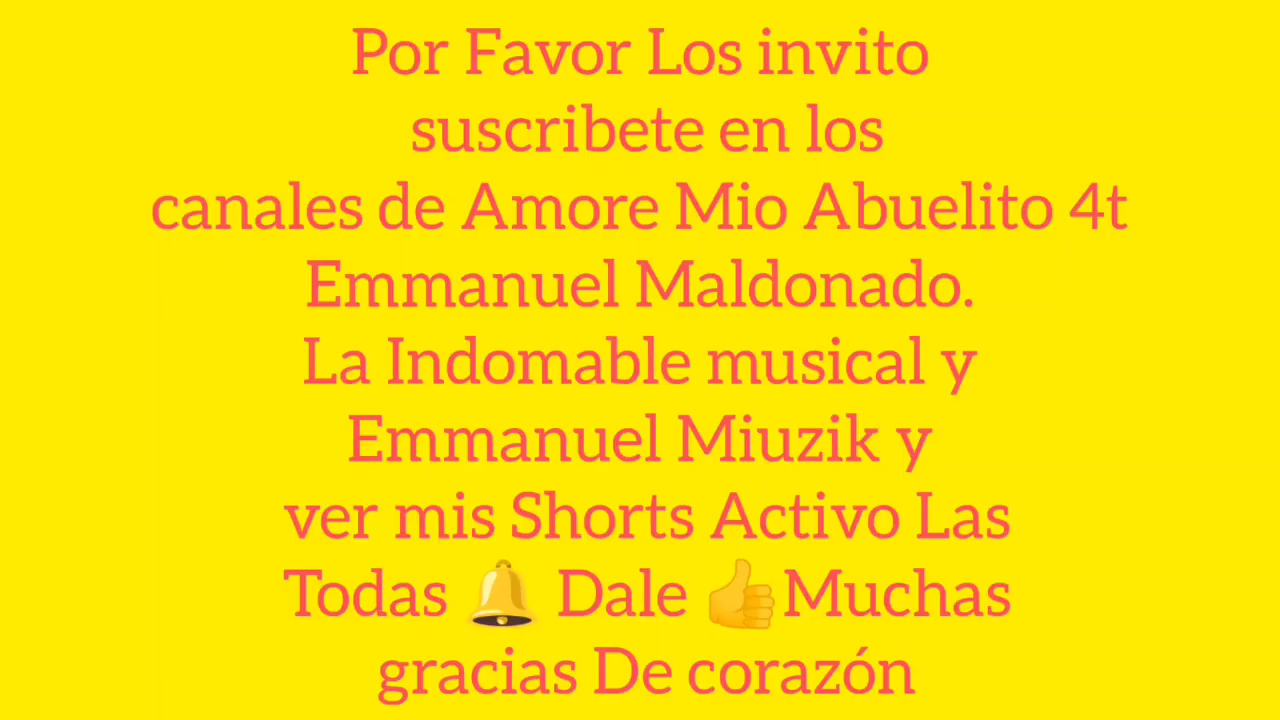 Por Favor Los invito
suscribete en los
canales de Amore Mio Abuelito 4t
Emmanuel Maldonado.
La Indomable musical y
Emmanuel Miuzik y
ver mis Shorts Activo Las
Todas 🔔 Dale 👍Muchas
gracias De corazón